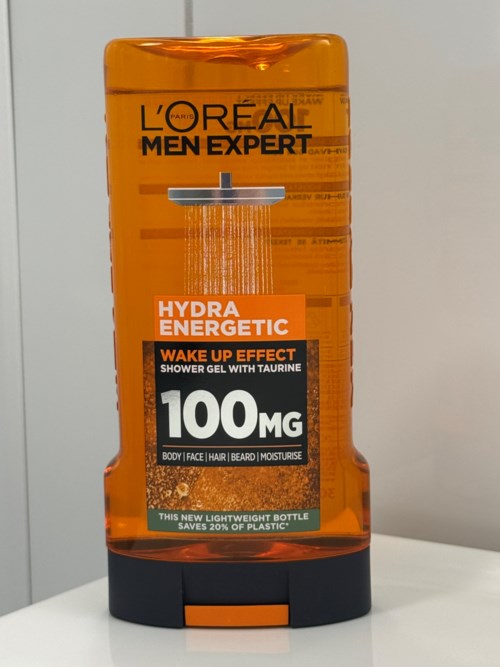 L'ORÉAL
PARIS
MEN EXPERT
HYDRA
ENERGETIC
WAKE UP EFFECT
SHOWER GEL WITH TAURINE
100MG
BODY | FACE | HAIR | BEARD | MOISTURISE
THIS NEW LIGHTWEIGHT BOTTLE
SAVES 20% OF PLASTIC*